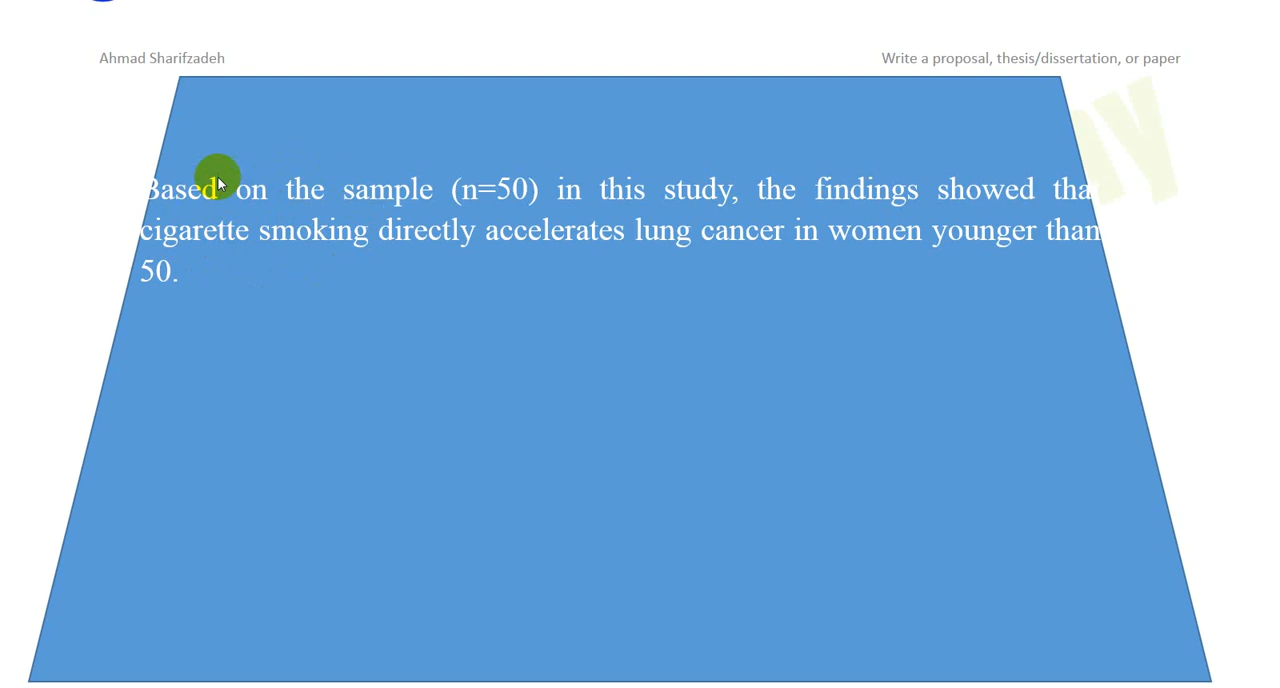 Ahmad Sharifzadeh
Write a proposal, thesis/dissertation, or paper
Based on the sample (n=50) in this study, the findings showed that
cigarette smoking directly accelerates lung cancer in women younger than
50.